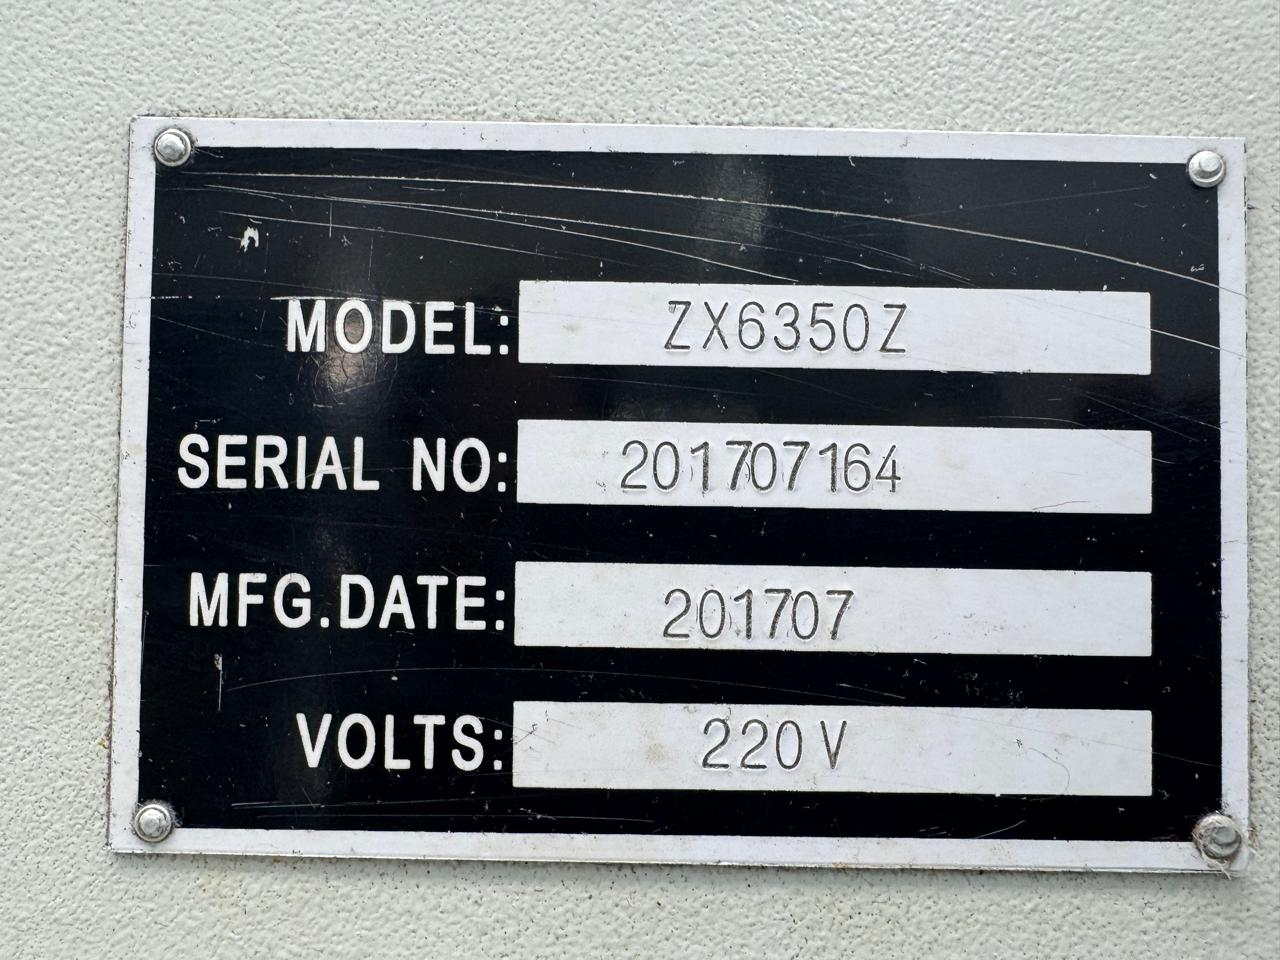 MODEL: ZX6350Z
SERIAL NO: 201707164
MFG.DATE: 201707
VOLTS: 220V